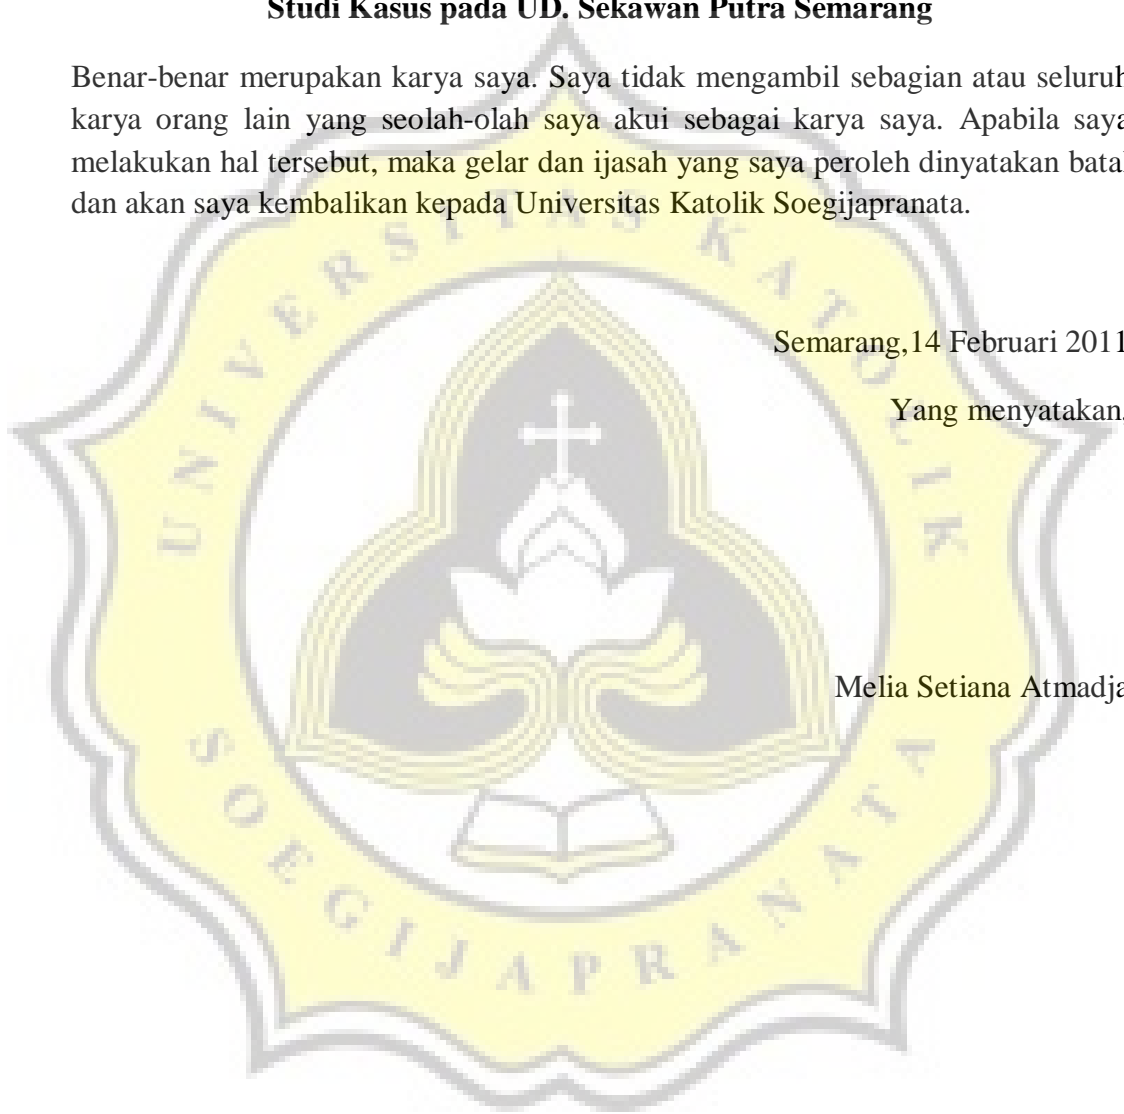 Studi Kasus pada UD. Sekawan Putra Semarang
Benar-benar merupakan karya saya. Saya tidak mengambil sebagian atau seluruh
karya orang lain yang seolah-olah saya akui sebagai karya saya. Apabila saya
melakukan hal tersebut, maka gelar dan ijasah yang saya peroleh dinyatakan batal
dan akan saya kembalikan kepada Universitas Katolik Soegijapranata.
UNIVERSITAS KATOLIK
Semarang,14 Februari 2011
Yang menyatakan,
Melia Setiana Atmadja
SOEGIJAPRANATA